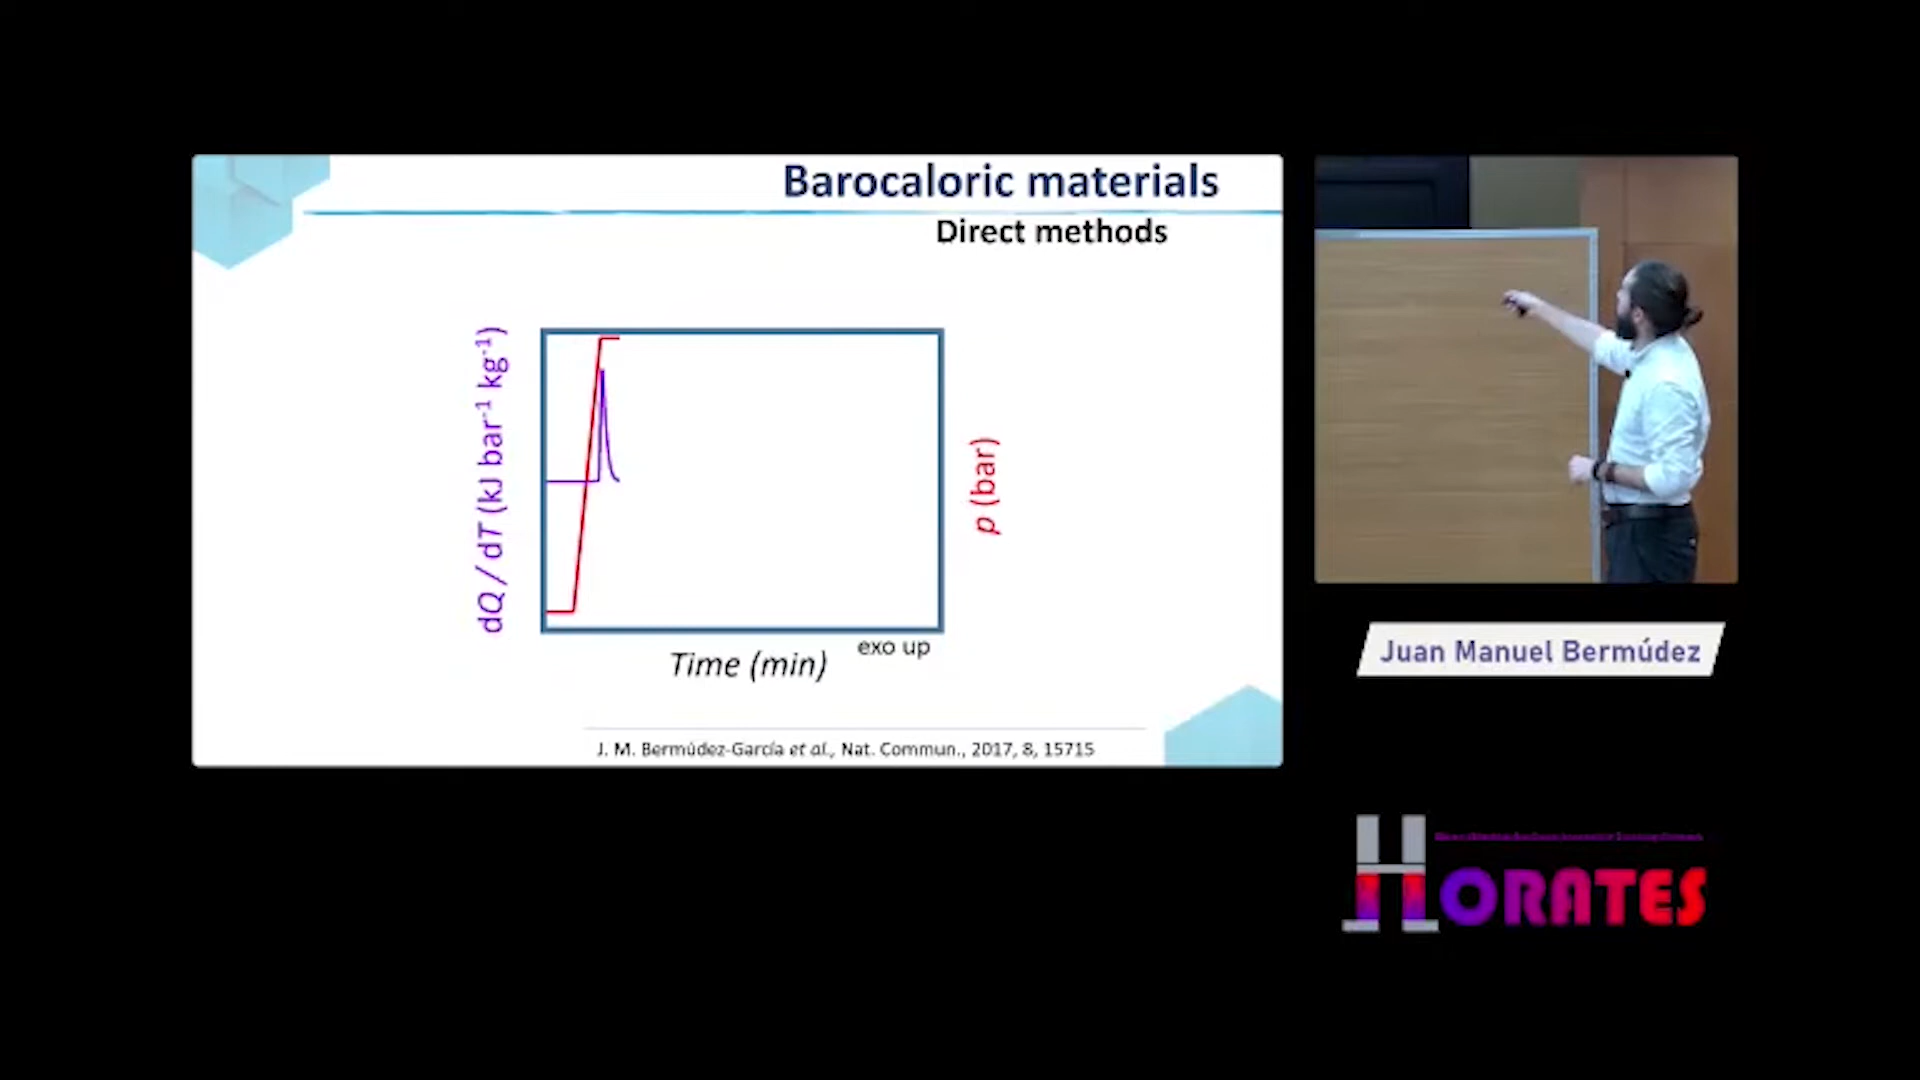 Barocaloric materials
Direct methods
dQ / dT (kJ bar⁻¹ kg⁻¹)
p (bar)
exo up
Time (min)
J. M. Bermúdez-García et al., Nat. Commun., 2017, 8, 15715
Juan Manuel Bermúdez
HORATES